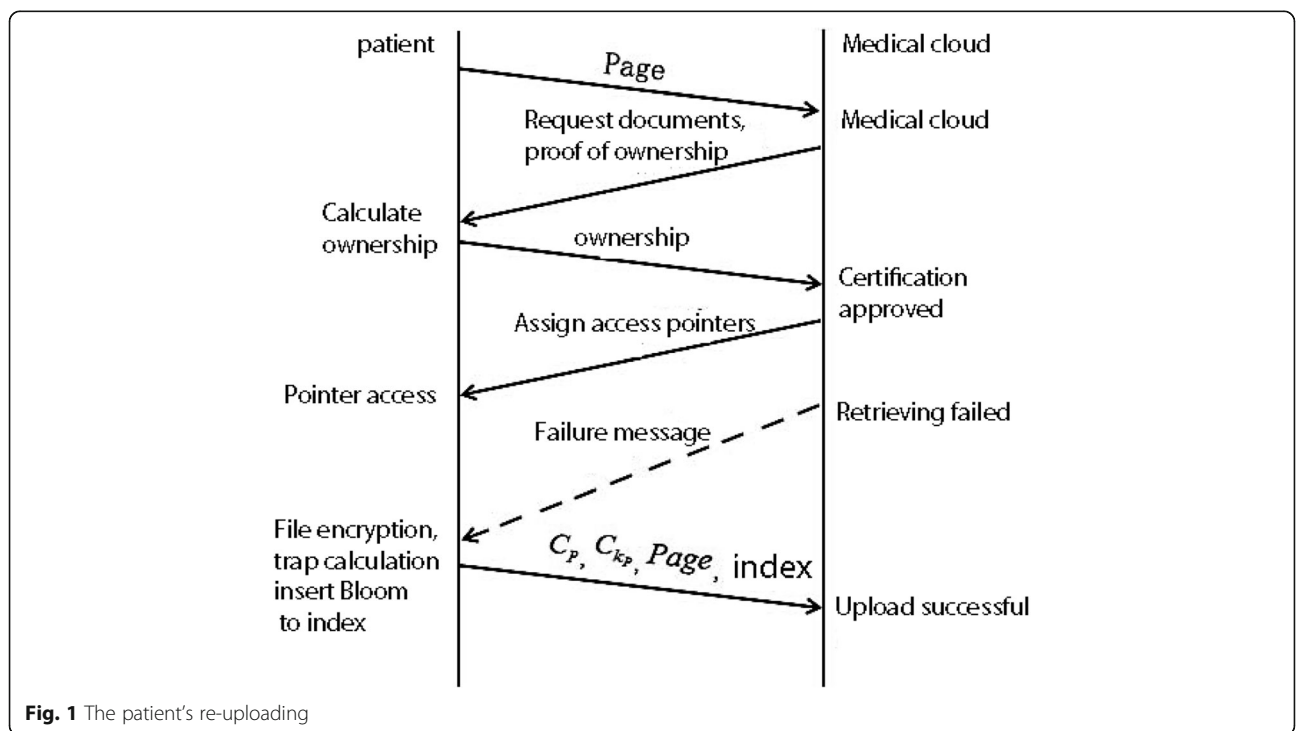 patient
Medical cloud
Page
Request documents,
proof of ownership
Medical cloud
Calculate
ownership
ownership
Certification
approved
Assign access pointers
Pointer access
Retrieving failed
Failure message
File encryption,
trap calculation
insert Bloom
to index
C_P, C_{k_P}, Page, index
Upload successful
Fig. 1 The patient's re-uploading